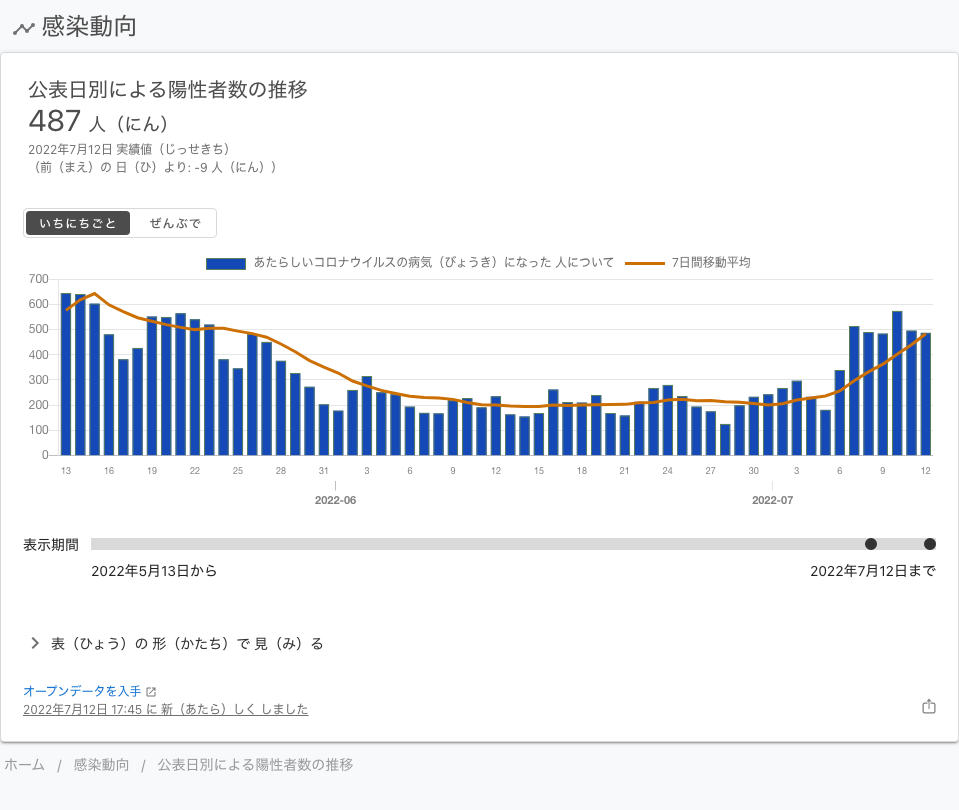 感染動向
公表日別による陽性者数の推移
487 人（にん）
2022年7月12日 実績値（じっせきち）
（前（まえ）の 日（ひ）より: -9 人（にん））
いちにちごと ぜんぶで
あたらしいコロナウイルスの病気（びょうき）になった 人について 7日間移動平均
700
600
500
400
300
200
100
0
13 16 19 22 25 28 31 3 6 9 12 15 18 21 24 27 30 3 6 9 12
2022-06 2022-07
表示期間
2022年5月13日から 2022年7月12日まで
表（ひょう）の 形（かたち）で 見（み）る
オープンデータを入手
2022年7月12日 17:45 に 新（あたら）しく しました
ホーム / 感染動向 / 公表日別による陽性者数の推移